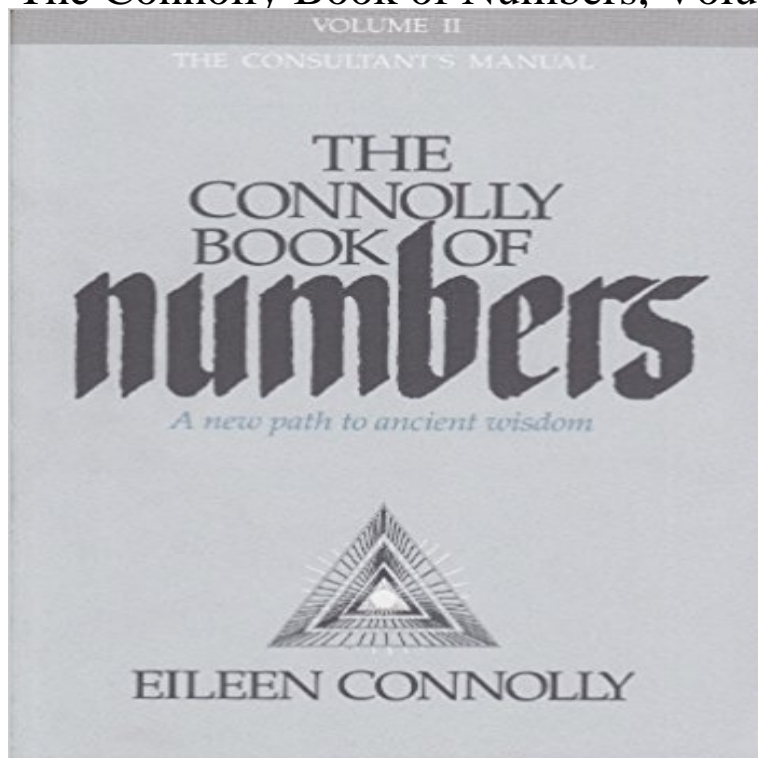 The Connolly Book of Numbers, Volu
VOLUME II
THE CONSULTANT'S MANUAL
THE
CONNOLLY
BOOK OF
numbers
A new path to ancient wisdom
EILEEN CONNOLLY